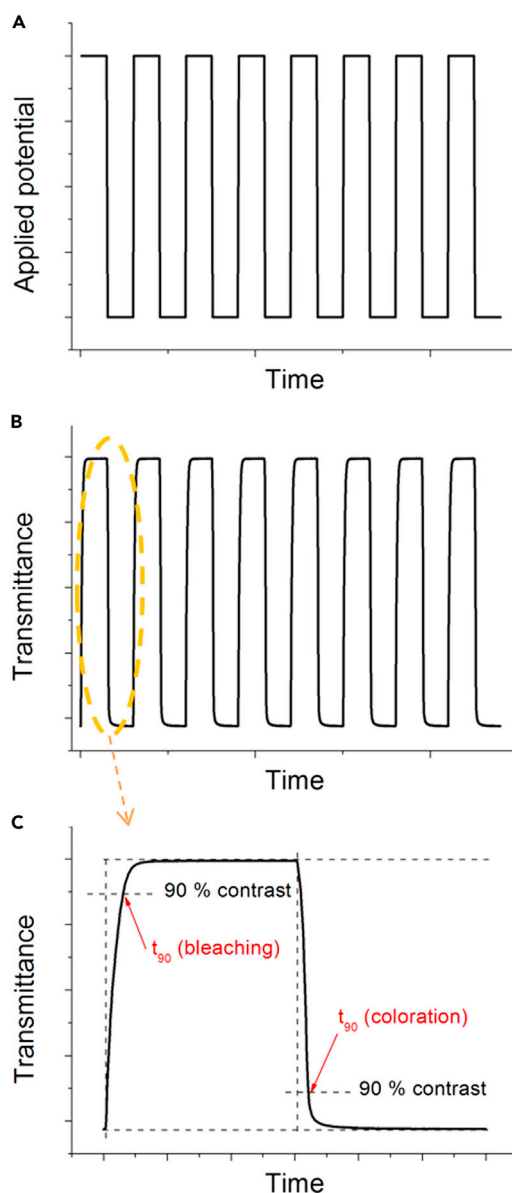 A
Applied potential
Time
B
Transmittance
Time
C
90 % contrast
t90 (bleaching)
t90 (coloration)
90 % contrast
Transmittance
Time